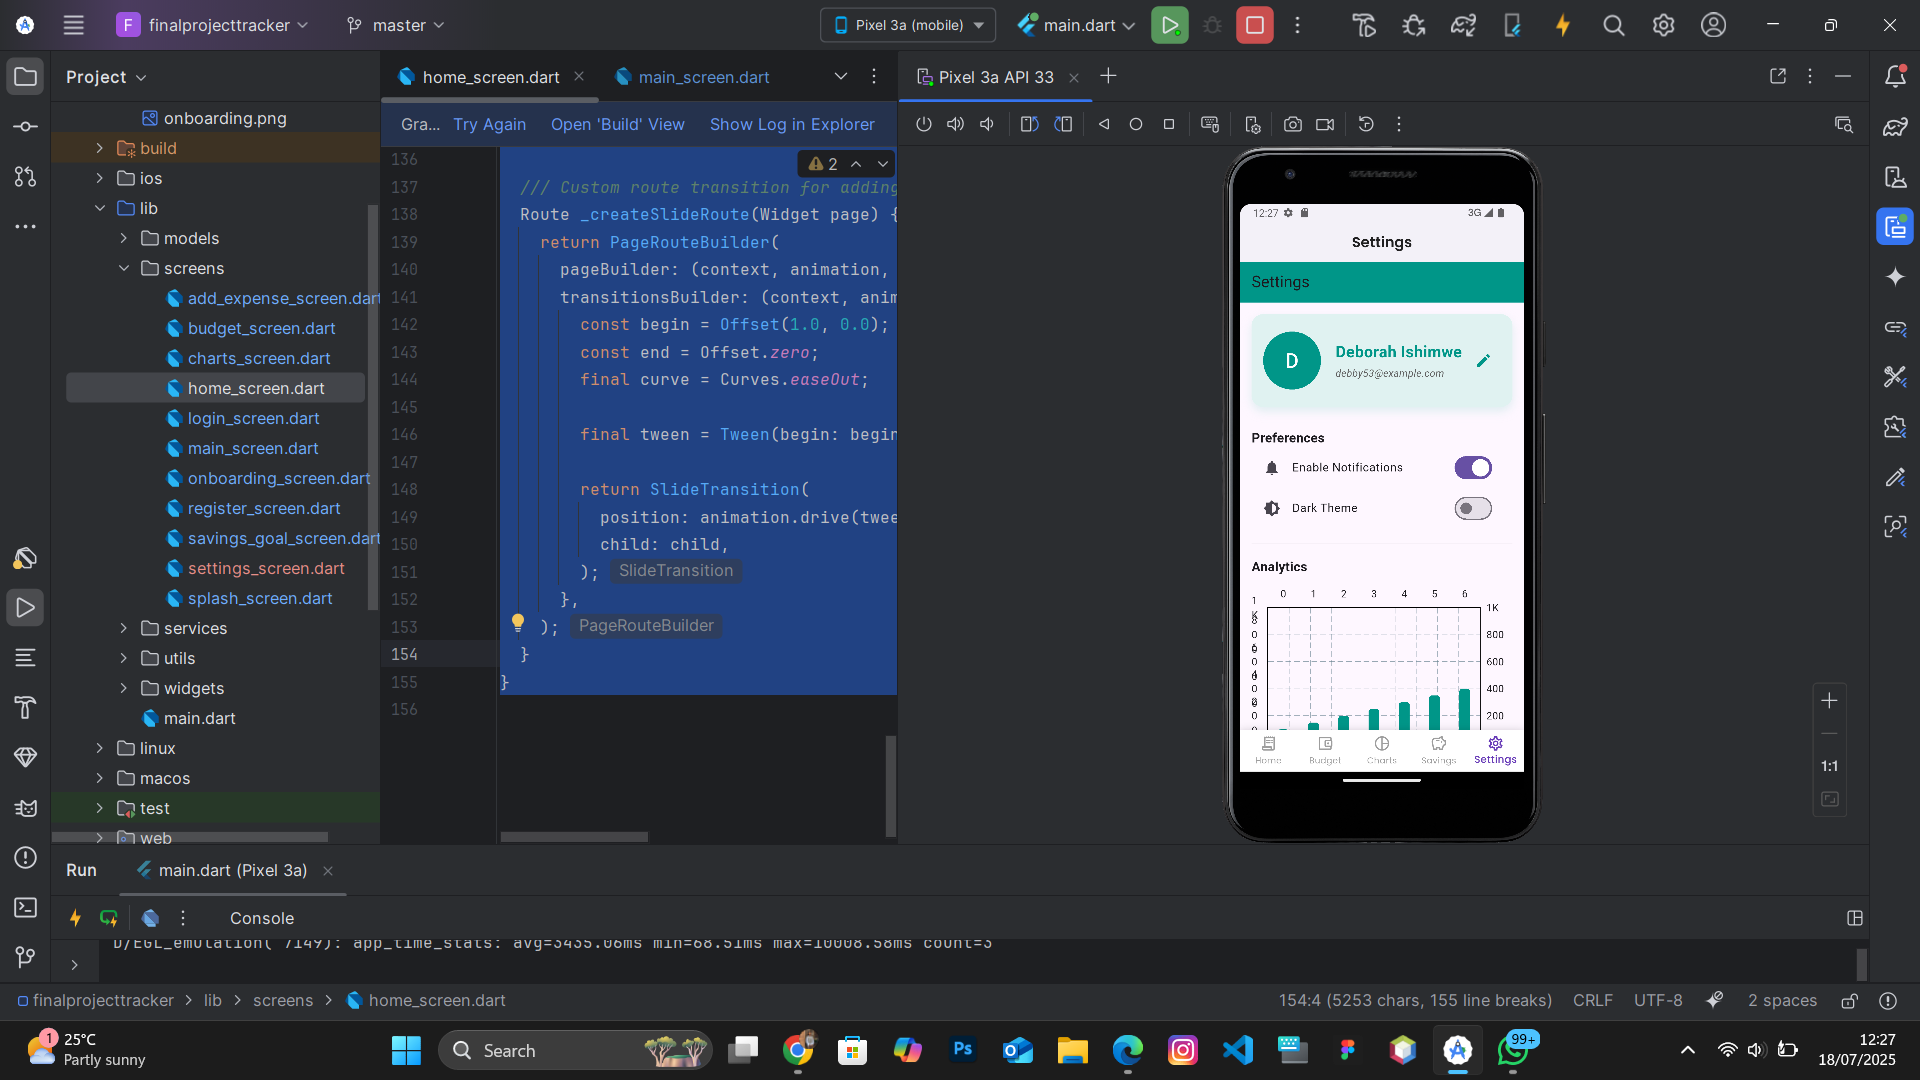 F finalprojecttracker master Pixel 3a (mobile) main.dart
Project
home_screen.dart main_screen.dart
Pixel 3a API 33
Gra... Try Again Open 'Build' View Show Log in Explorer
onboarding.png
build
ios
lib
models
screens
add_expense_screen.dart
budget_screen.dart
charts_screen.dart
home_screen.dart
login_screen.dart
main_screen.dart
onboarding_screen.dart
register_screen.dart
savings_goal_screen.dart
settings_screen.dart
splash_screen.dart
services
utils
widgets
main.dart
linux
macos
test
web
2
136
137 /// Custom route transition for adding
138 Route _createSlideRoute(Widget page) {
139 return PageRouteBuilder(
140 pageBuilder: (context, animation,
141 transitionsBuilder: (context, anim
142 const begin = Offset(1.0, 0.0);
143 const end = Offset.zero;
144 final curve = Curves.easeOut;
145
146 final tween = Tween(begin: begin
147
148 return SlideTransition(
149 position: animation.drive(twee
150 child: child,
151 ); SlideTransition
152 },
153 ); PageRouteBuilder
154 }
155 }
156
12:27 3G
Settings
Settings
D
Deborah Ishimwe
debby53@example.com
Preferences
Enable Notifications
Dark Theme
Analytics
0 1 2 3 4 5 6
1K
800
600
400
200
Home Budget Charts Savings Settings
1:1
Run main.dart (Pixel 3a)
Console
D/EGL_emulation( 7149): app_time_stats: avg=3435.06ms min=68.51ms max=10008.58ms count=3
finalprojecttracker > lib > screens > home_screen.dart
154:4 (5253 chars, 155 line breaks) CRLF UTF-8 2 spaces
1
25°C
Partly sunny
Search
Ps
99+
12:27
18/07/2025